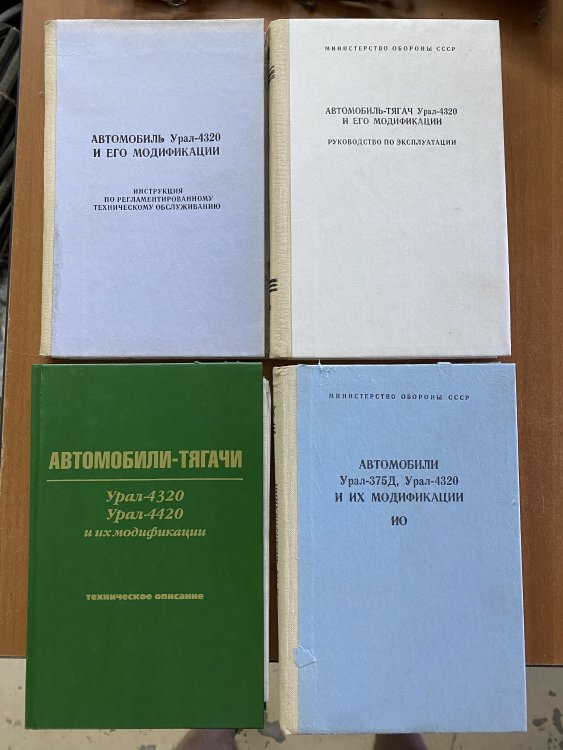 АВТОМОБИЛЬ Урал-4320
И ЕГО МОДИФИКАЦИИ
ИНСТРУКЦИЯ
ПО РЕГЛАМЕНТИРОВАННОМУ
ТЕХНИЧЕСКОМУ ОБСЛУЖИВАНИЮ
МИНИСТЕРСТВО ОБОРОНЫ СССР
АВТОМОБИЛЬ-ТЯГАЧ Урал-4320
И ЕГО МОДИФИКАЦИИ
РУКОВОДСТВО ПО ЭКСПЛУАТАЦИИ
АВТОМОБИЛИ-ТЯГАЧИ
Урал-4320
Урал-4420
и их модификации
техническое описание
МИНИСТЕРСТВО ОБОРОНЫ СССР
АВТОМОБИЛИ
Урал-375Д, Урал-4320
И ИХ МОДИФИКАЦИИ
ИО